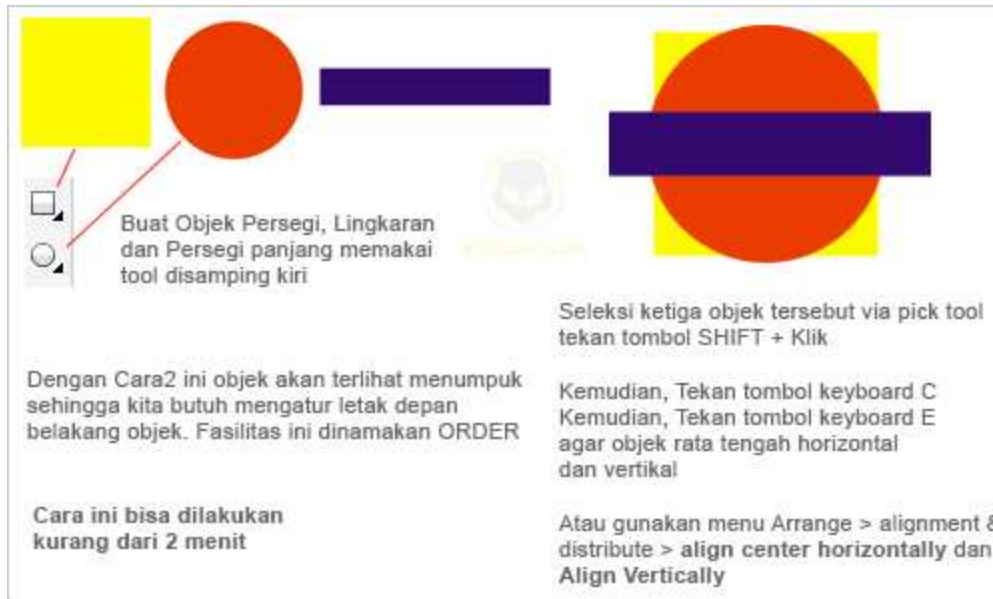 Buat Objek Persegi, Lingkaran
dan Persegi panjang memakai
tool disamping kiri
Dengan Cara2 ini objek akan terlihat menumpuk
sehingga kita butuh mengatur letak depan
belakang objek. Fasilitas ini dinamakan ORDER
Cara ini bisa dilakukan
kurang dari 2 menit
Seleksi ketiga objek tersebut via pick tool
tekan tombol SHIFT + Klik
Kemudian, Tekan tombol keyboard C
Kemudian, Tekan tombol keyboard E
agar objek rata tengah horizontal
dan vertikal
Atau gunakan menu Arrange > alignment &
distribute > align center horizontally dan
Align Vertically